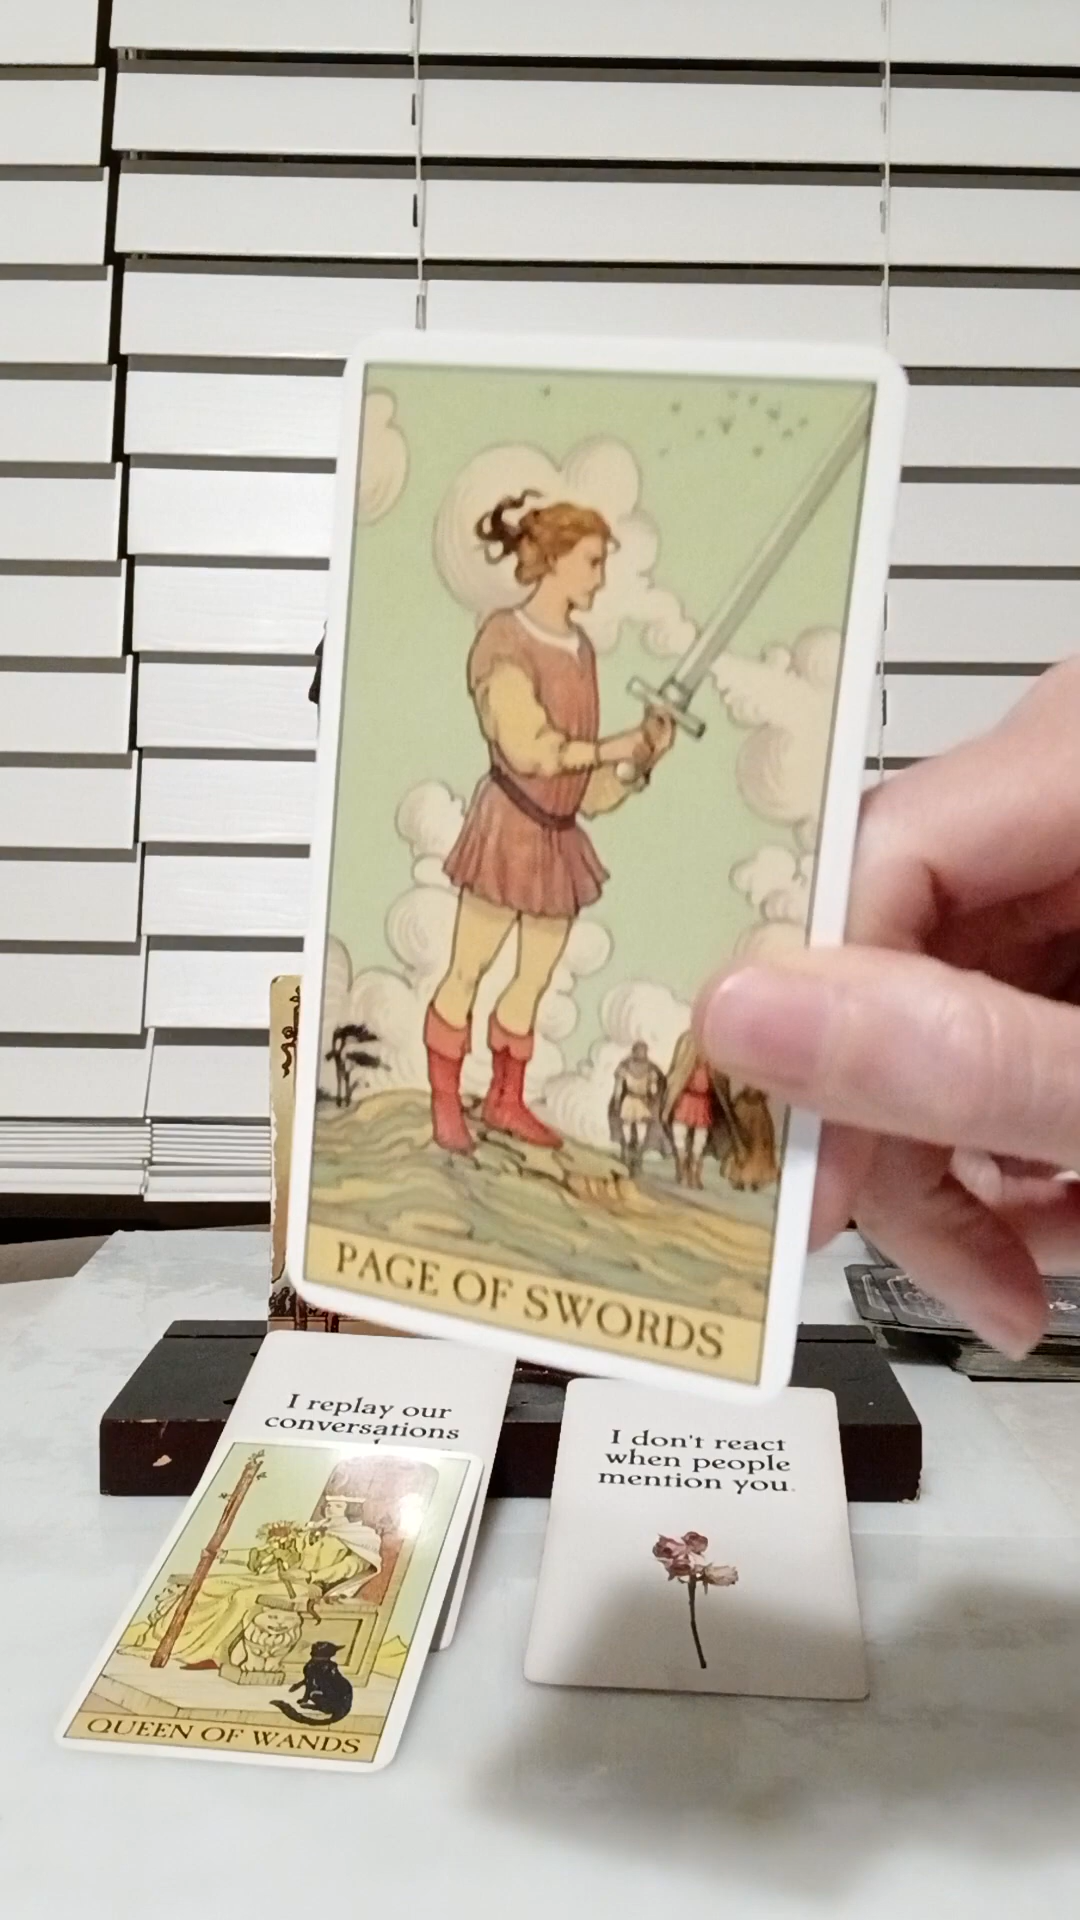 PAGE OF SWORDS
I replay our
conversations
I don't react
when people
mention you.
QUEEN OF WANDS